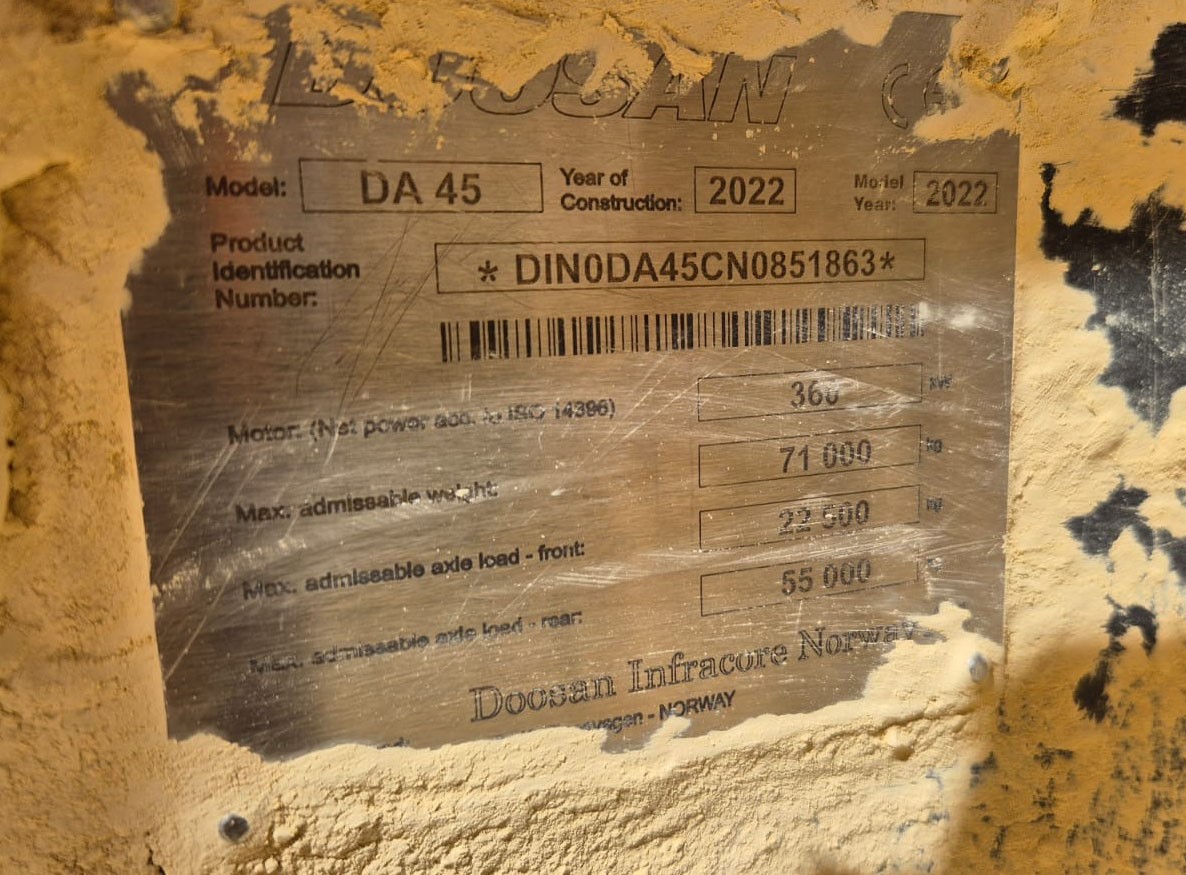 DOOSAN CE
Model: DA 45 Year of Construction: 2022 Model Year: 2022
Product Identification Number: * DIN0DA45CN0851863*
Motor: (Net power acc. to ISO 14396) 360 kW
Max. admissable weight: 71 000 kg
Max. admissable axle load - front: 22 500 kg
Max. admissable axle load - rear: 55 000
Doosan Infracore Norway
NORWAY